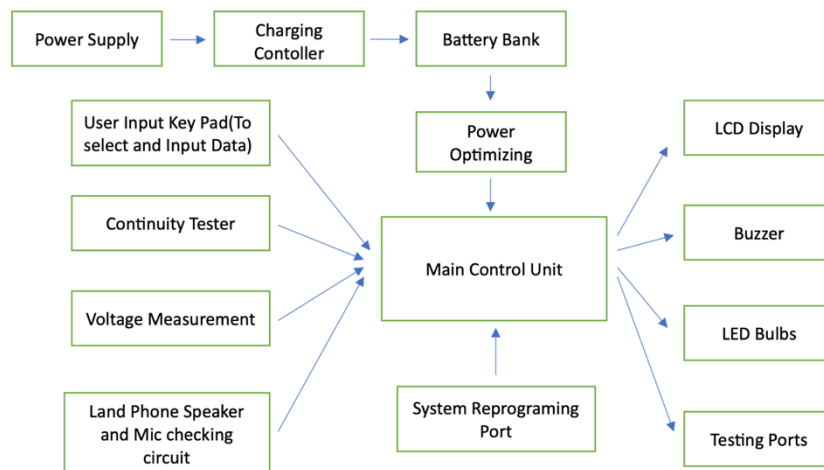 Power Supply
Charging
Contoller
Battery Bank
User Input Key Pad(To
select and Input Data)
Power
Optimizing
LCD Display
Continuity Tester
Main Control Unit
Buzzer
Voltage Measurement
LED Bulbs
Land Phone Speaker
and Mic checking
circuit
System Reprograming
Port
Testing Ports